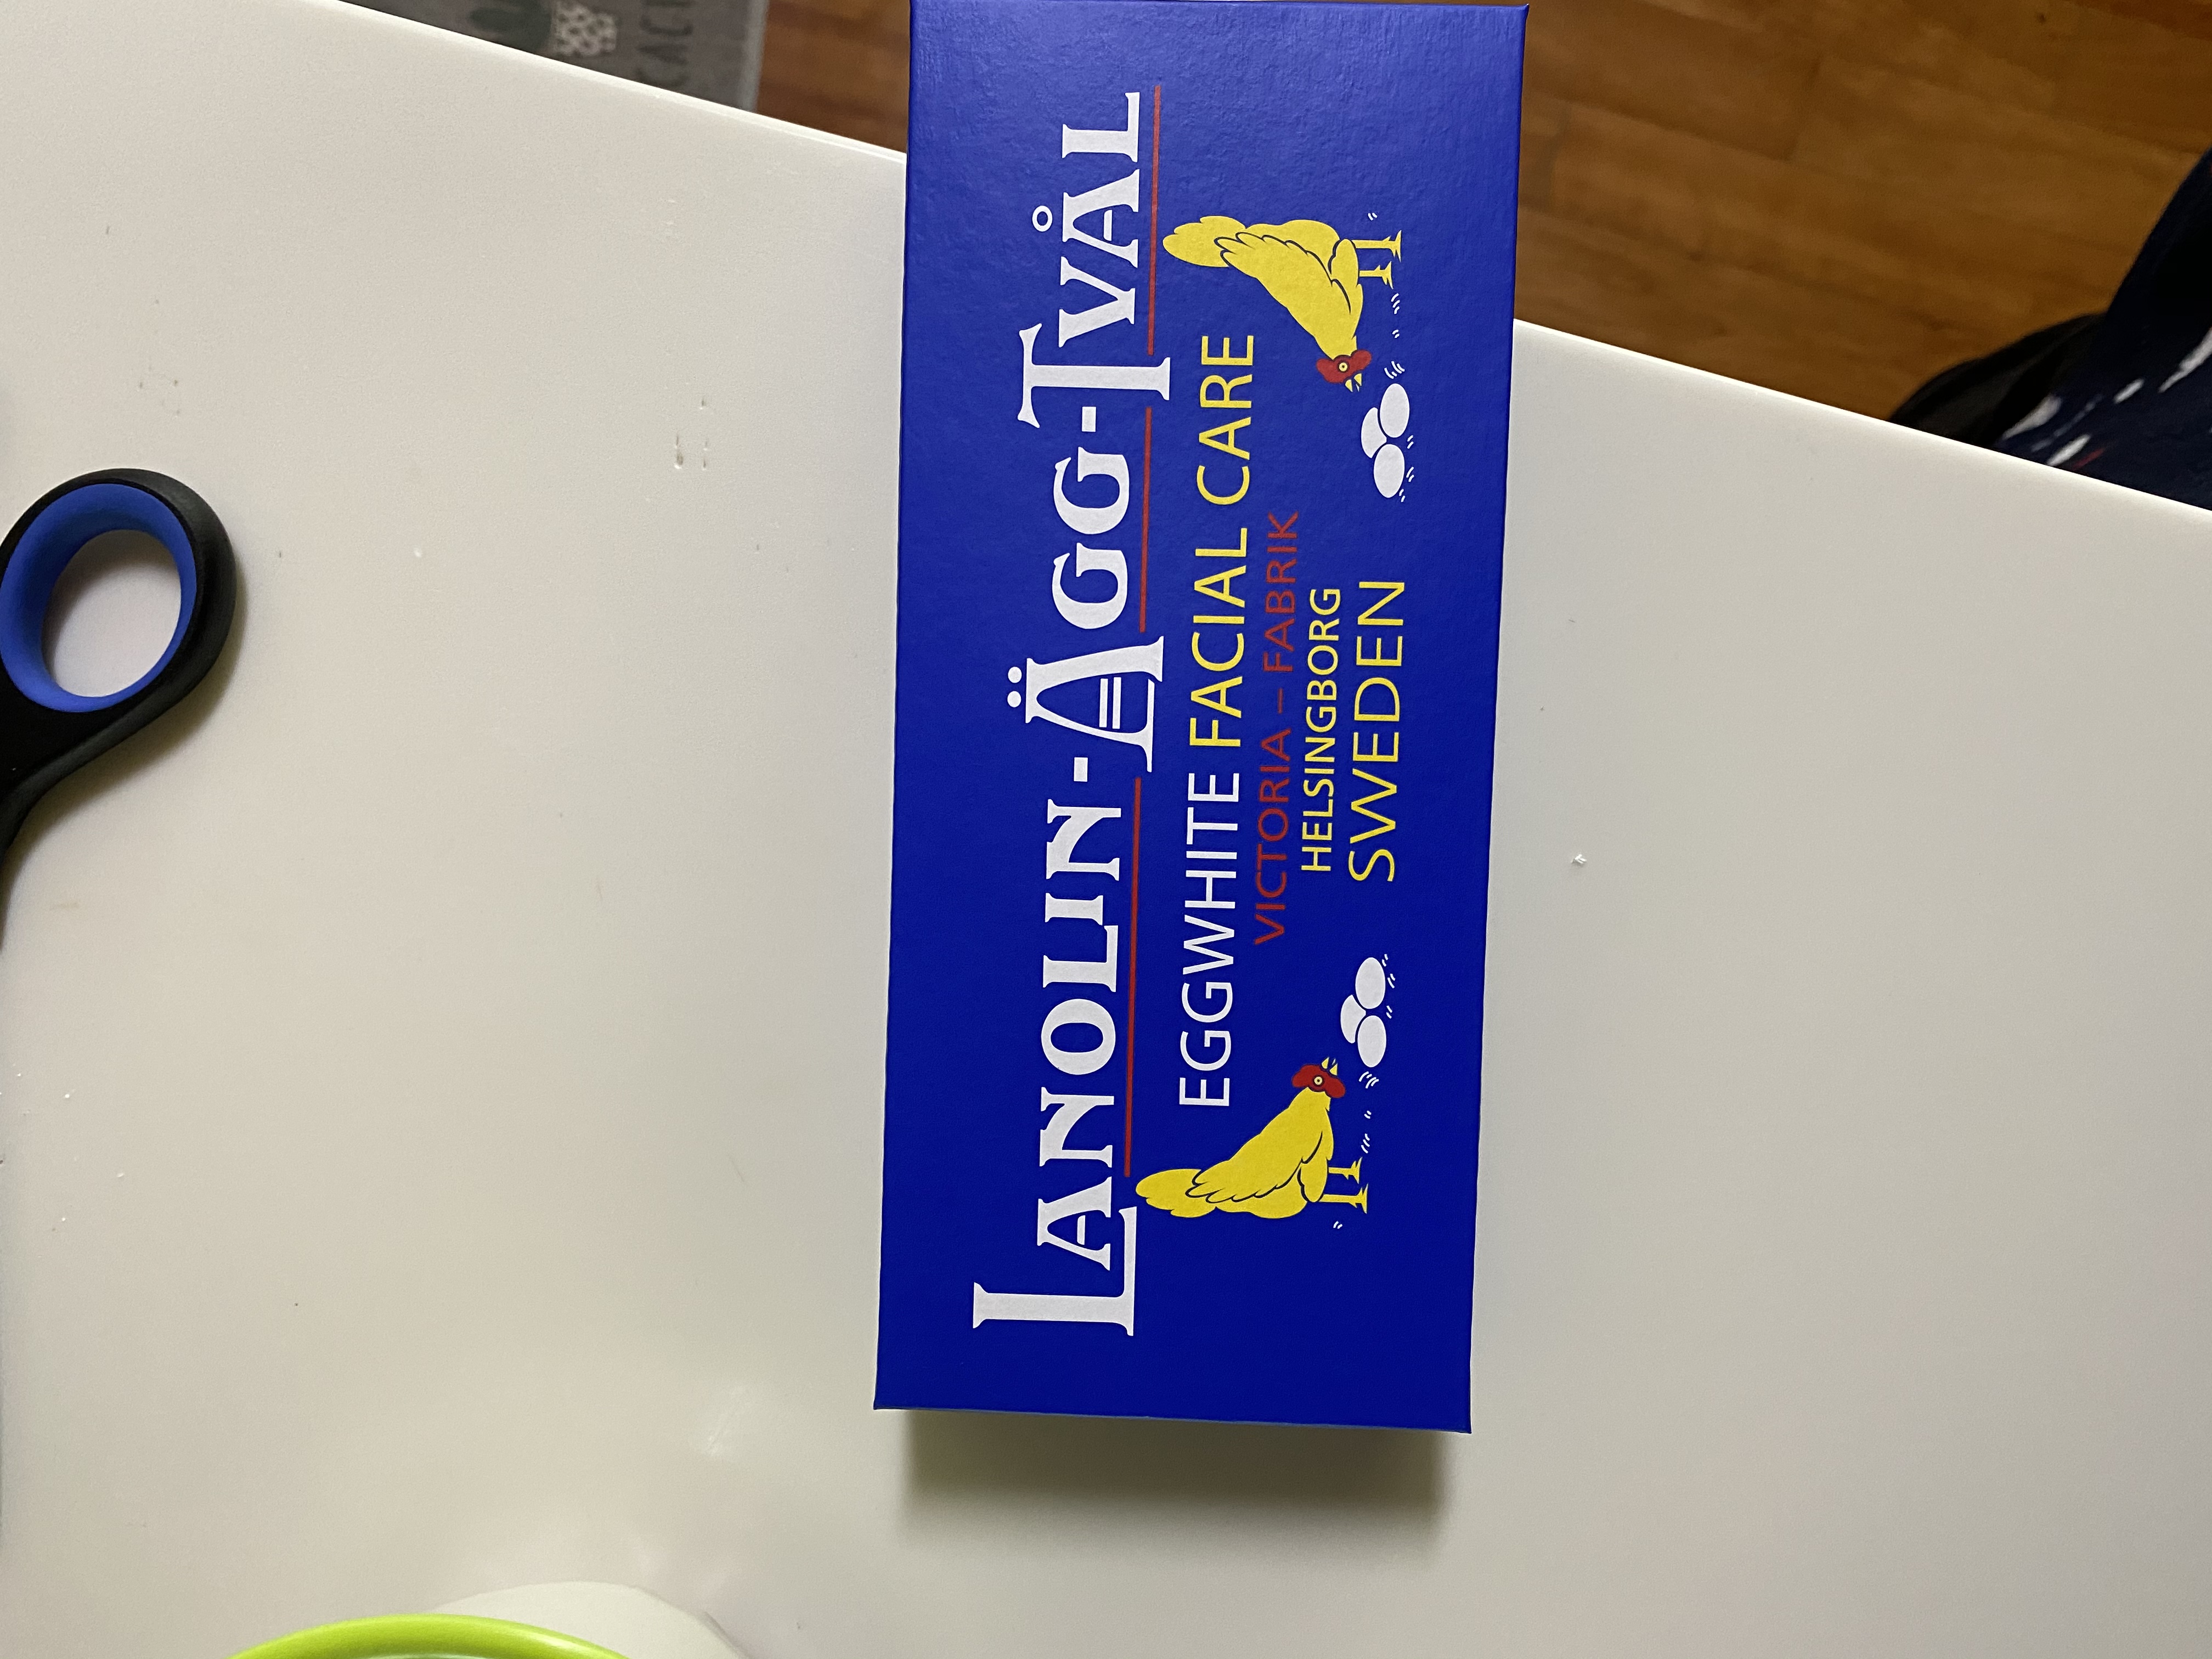 LANOLIN-ÄGG-TVÅL
EGGWHITE FACIAL CARE
VICTORIA – FABRIK
HELSINGBORG
SWEDEN